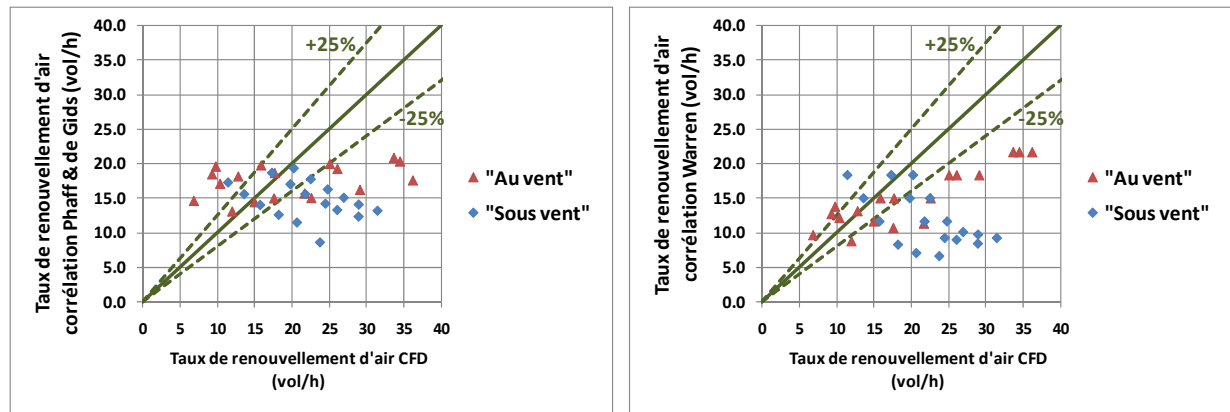 Taux de renouvellement d'air
corrélation Phaff & de Gids (vol/h)
40.0
35.0
30.0
25.0
20.0
15.0
10.0
5.0
0.0
+25%
-25%
0 5 10 15 20 25 30 35 40
Taux de renouvellement d'air CFD
(vol/h)
"Au vent"
"Sous vent"
Taux de renouvellement d'air
corrélation Warren (vol/h)
40.0
35.0
30.0
25.0
20.0
15.0
10.0
5.0
0.0
+25%
-25%
0 5 10 15 20 25 30 35 40
Taux de renouvellement d'air CFD
(vol/h)
"Au vent"
"Sous vent"